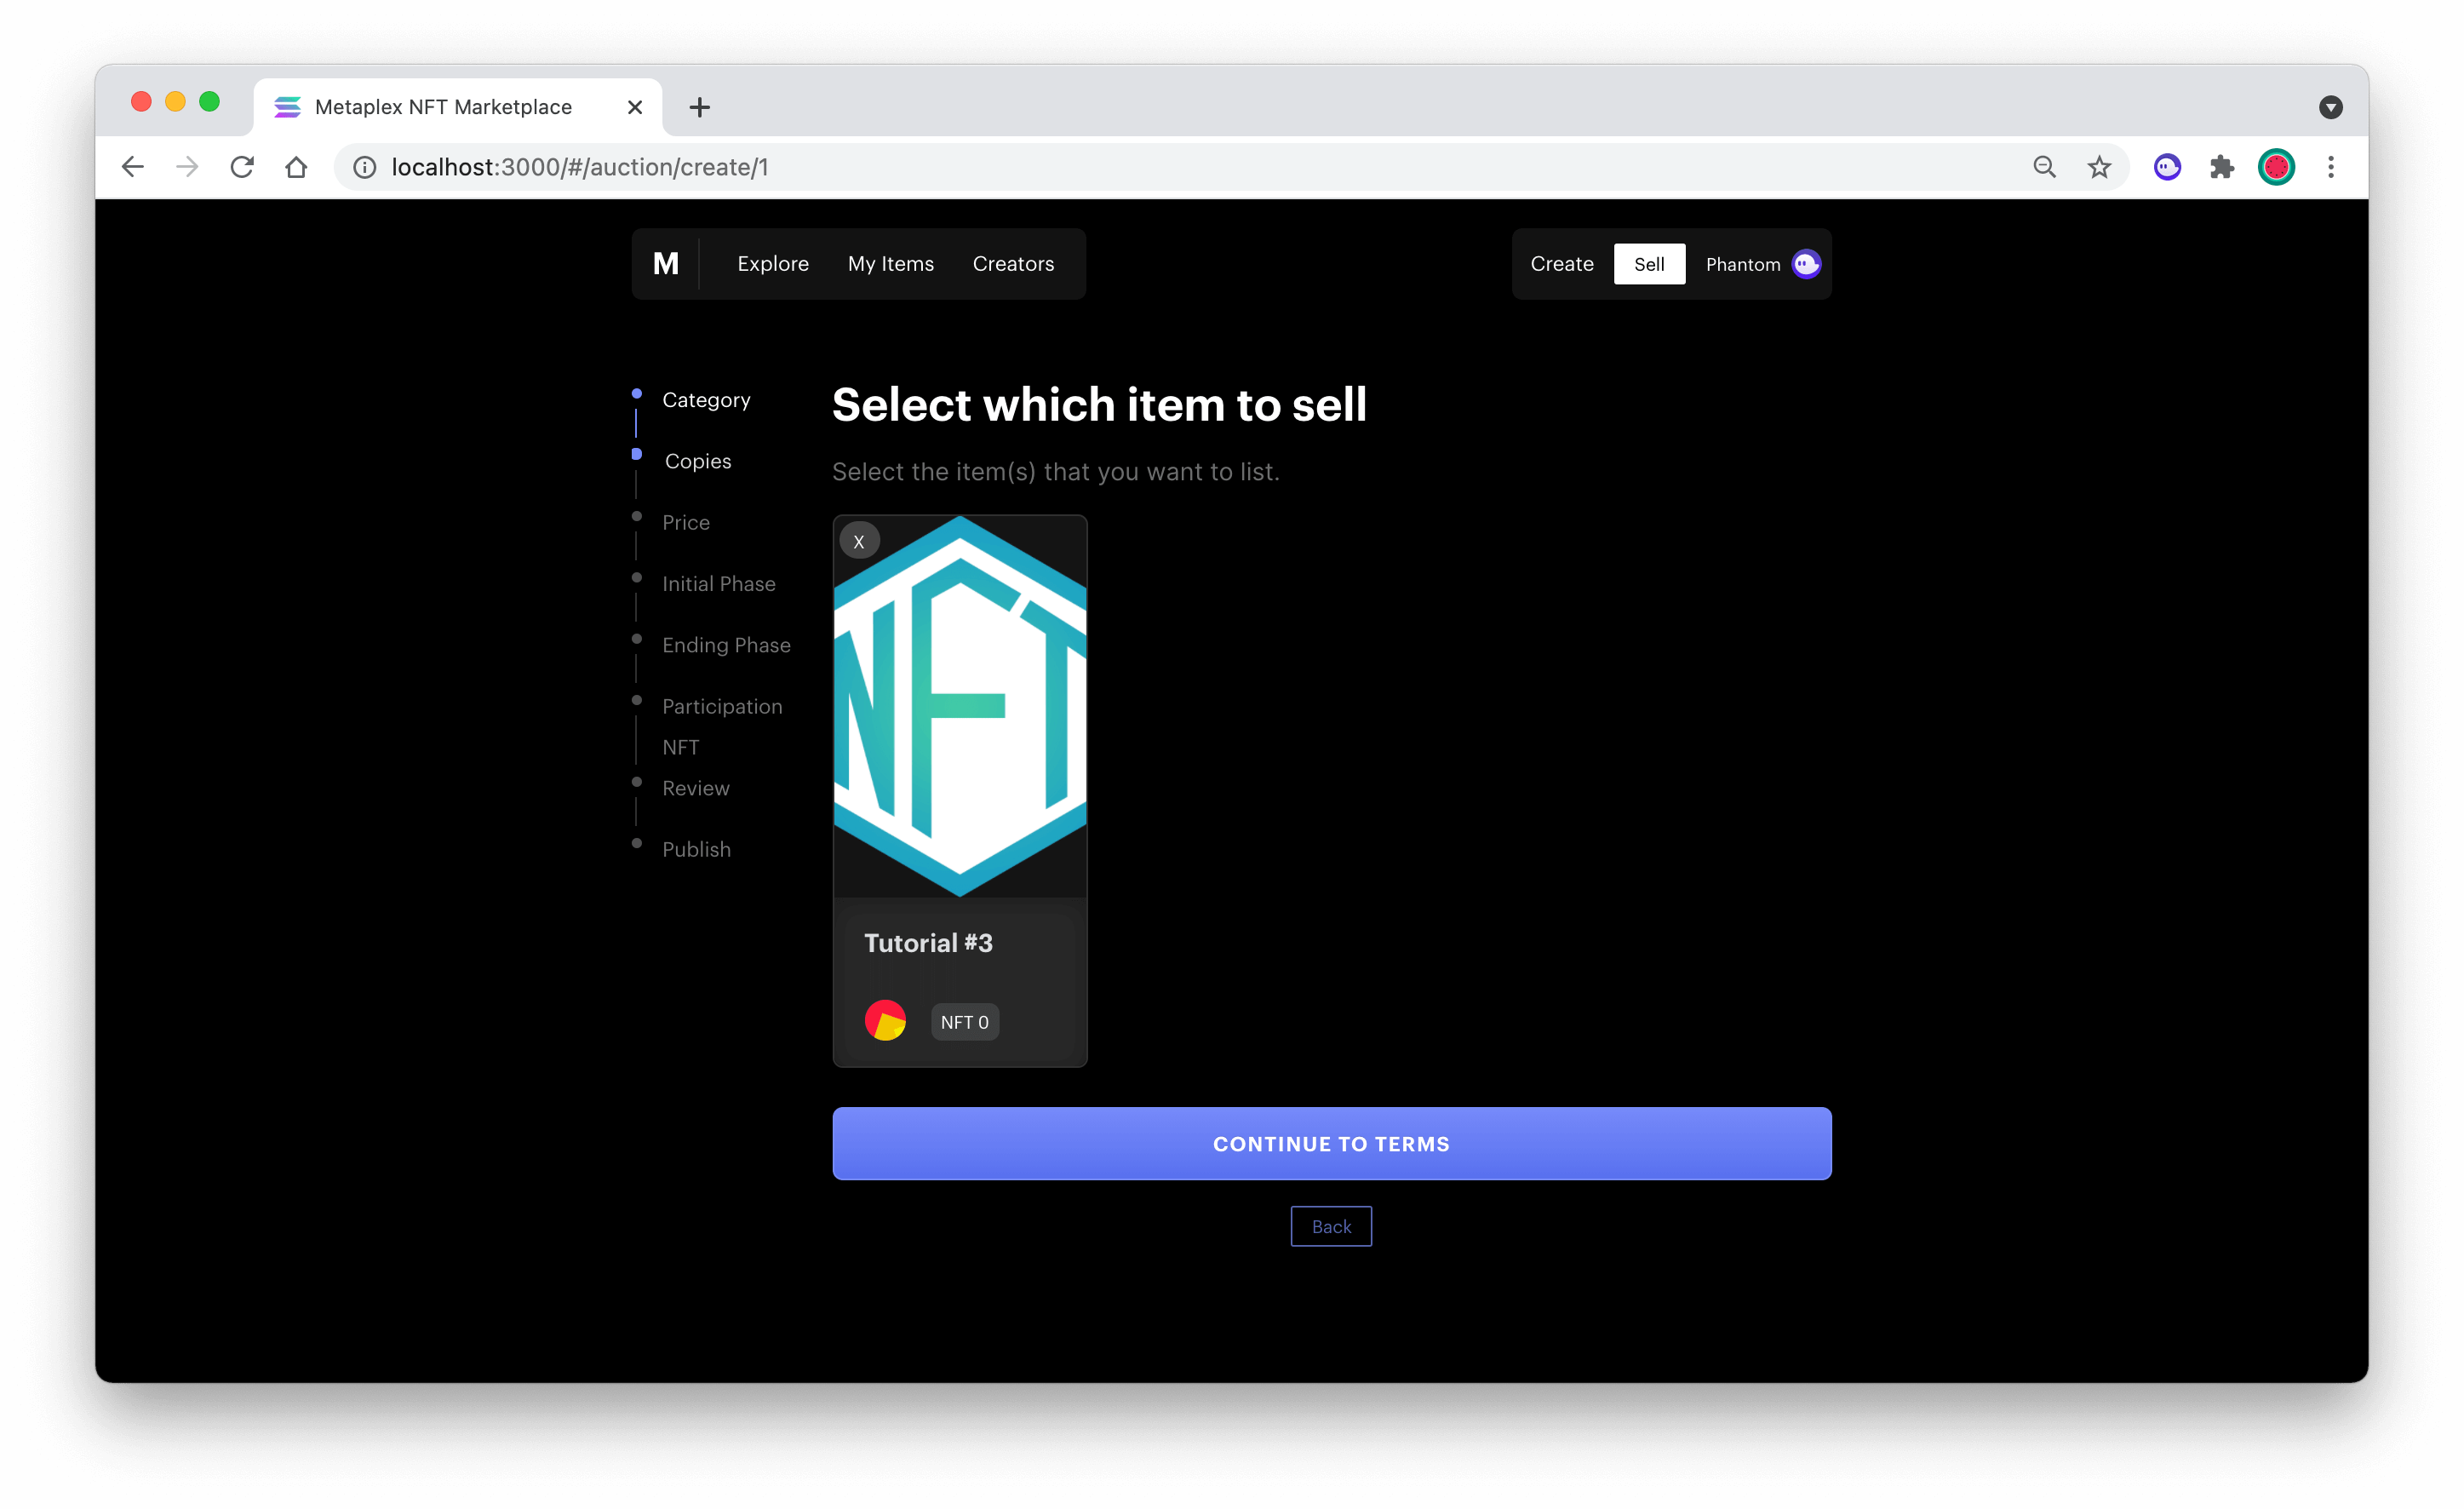 Metaplex NFT Marketplace
localhost:3000/#/auction/create/1
M Explore My Items Creators
Create Sell Phantom
Category
Copies
Price
Initial Phase
Ending Phase
Participation
NFT
Review
Publish
Select which item to sell
Select the item(s) that you want to list.
X
NFT
Tutorial #3
NFT 0
CONTINUE TO TERMS
Back